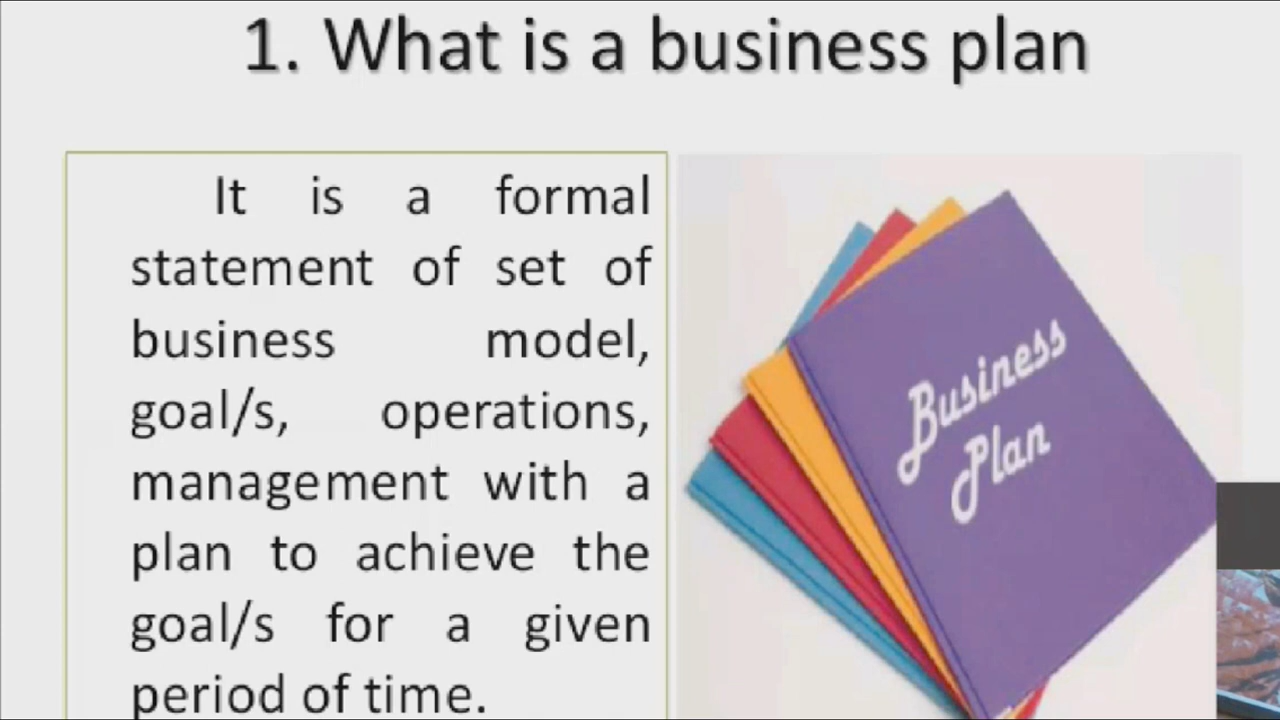 1. What is a business plan
It is a formal
statement of set of
business model,
goal/s, operations,
management with a
plan to achieve the
goal/s for a given
period of time.
Business
Plan